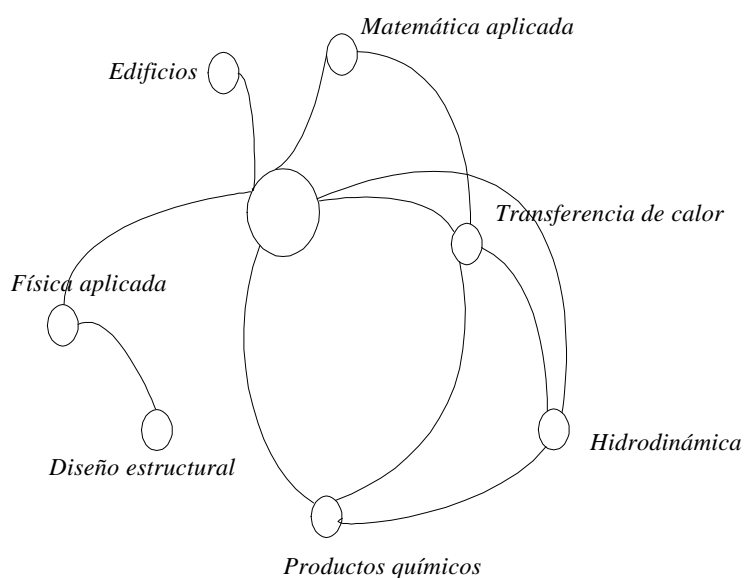 Matemática aplicada
Edificios
Transferencia de calor
Física aplicada
Hidrodinámica
Diseño estructural
Productos químicos